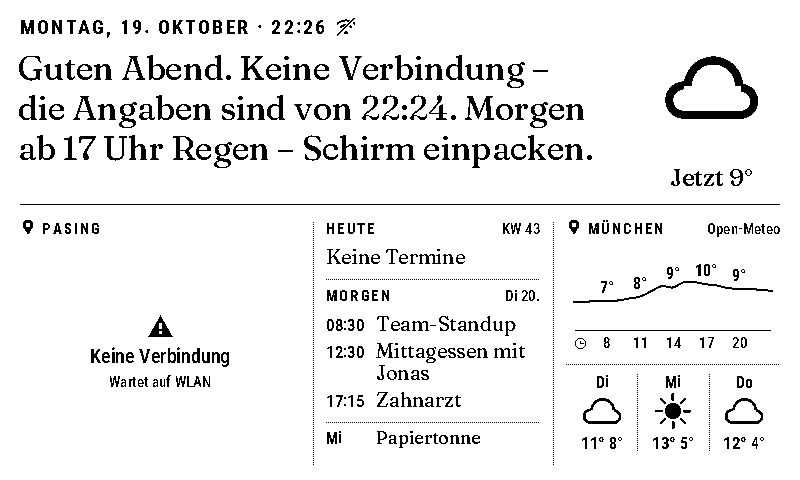 MONTAG, 19. OKTOBER · 22:26
Guten Abend. Keine Verbindung –
die Angaben sind von 22:24. Morgen
ab 17 Uhr Regen – Schirm einpacken.
Jetzt 9°
PASING
Keine Verbindung
Wartet auf WLAN
HEUTE KW 43
Keine Termine
MORGEN Di 20.
08:30 Team-Standup
12:30 Mittagessen mit
Jonas
17:15 Zahnarzt
Mi Papiertonne
MÜNCHEN Open-Meteo
7° 8° 9° 10° 9°
8 11 14 17 20
Di Mi Do
11° 8° 13° 5° 12° 4°